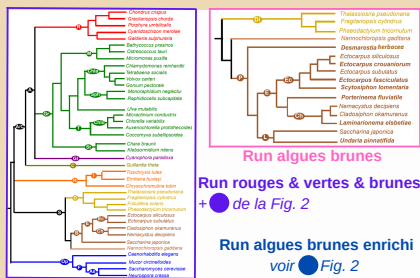 Chondrus crispus
Gracilariopsis chorda
Porphyra umbilicalis
Cyanidioschyzon merolae
Galdieria sulphuraria
Bathycoccus prasinos
Ostreococcus tauri
Micromonas pusilla
Chlamydomonas reinhardtii
Tetrabaena socialis
Volvox carteri
Gonium pectorale
Monoraphidium neglectum
Raphidocelis subcapitata
Ulva mutabilis
Micractinium conductrix
Chlorella variabilis
Auxenochlorella protothecoides
Coccomyxa subellipsoidea
Chara braunii
Klebsormidium nitens
Cyanophora paradoxa
Guillardia theta
Tisochrysis lutea
Emiliania huxleyi
Chrysochromulina tobin
Thalassiosira pseudonana
Fragilariopsis cylindrus
Fistulifera solaris
Phaeodactylum tricornutum
Ectocarpus siliculosus
Ectocarpus subulatus
Cladosiphon okamuranus
Nemacystus decipiens
Saccharina japonica
Nannochloropsis gaditana
Caenorhabditis elegans
Mucor circinelloides
Saccharomyces cerevisiae
Neurospora crassa
Thalassiosira pseudonana
Fragilariopsis cylindrus
Phaeodactylum tricornutum
Nannochloropsis gaditana
Desmarestia herbacea
Ectocarpus siliculosus
Ectocarpus crouaniorum
Ectocarpus subulatus
Ectocarpus fasciculatus
Scytosiphon lomentaria
Porterinema fluviatile
Nemacystus decipiens
Cladosiphon okamuranus
Laminarionema elsbetiae
Saccharina japonica
Undaria pinnatifida
Run algues brunes
Run rouges & vertes & brunes
+ de la Fig. 2
Run algues brunes enrichi
voir Fig. 2